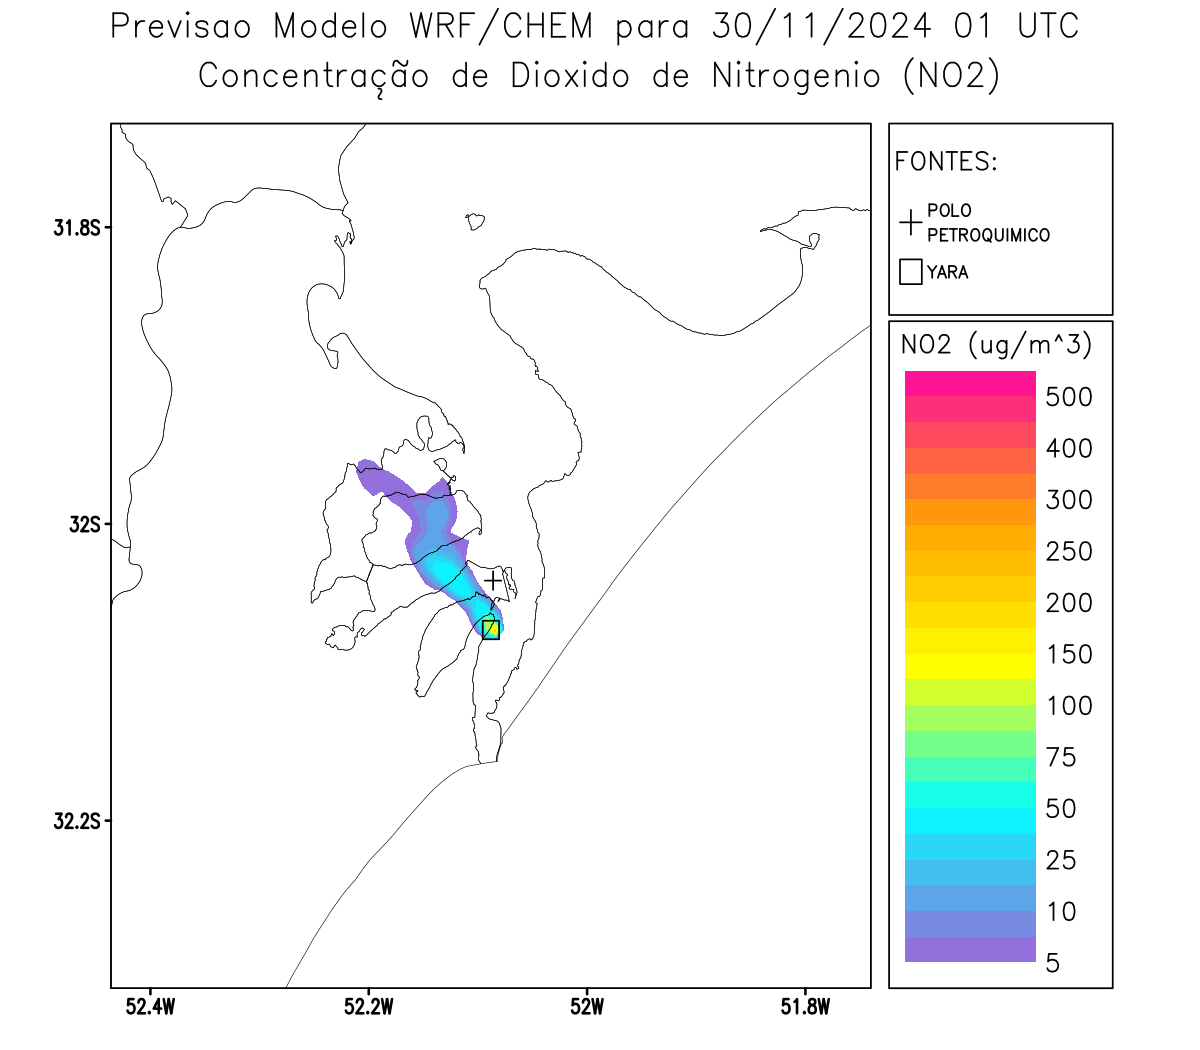 Previsao Modelo WRF/CHEM para 30/11/2024 01 UTC
Concentração de Dioxido de Nitrogenio (NO2)
FONTES:
POLO
PETROQUIMICO
YARA
NO2 (ug/m^3)
500
400
300
250
200
150
100
75
50
25
10
5
31.8S
32S
32.2S
52.4W
52.2W
52W
51.8W